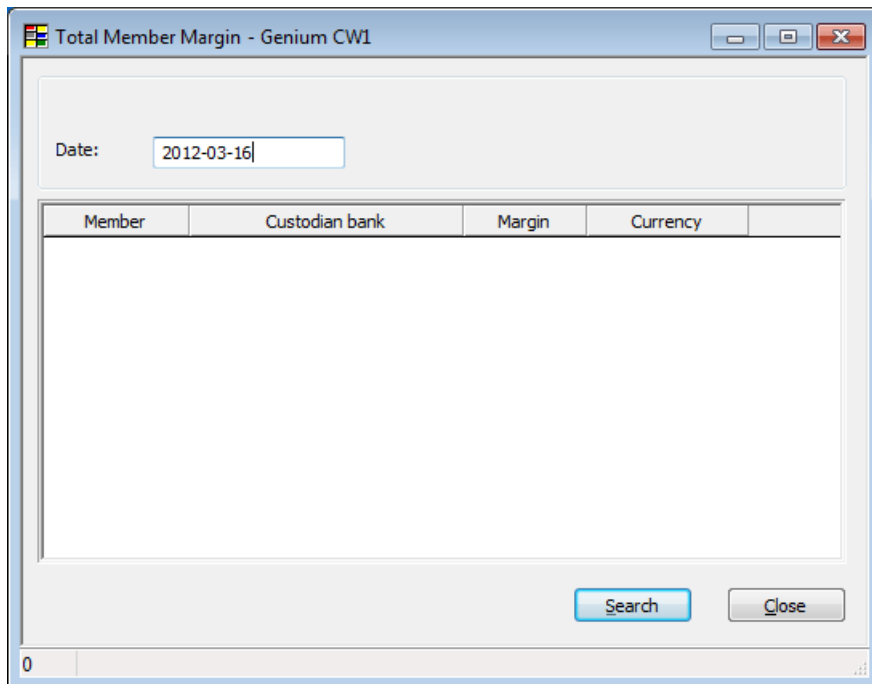 Total Member Margin - Genium CW1
Date: 2012-03-16
Member Custodian bank Margin Currency
Search Close
0